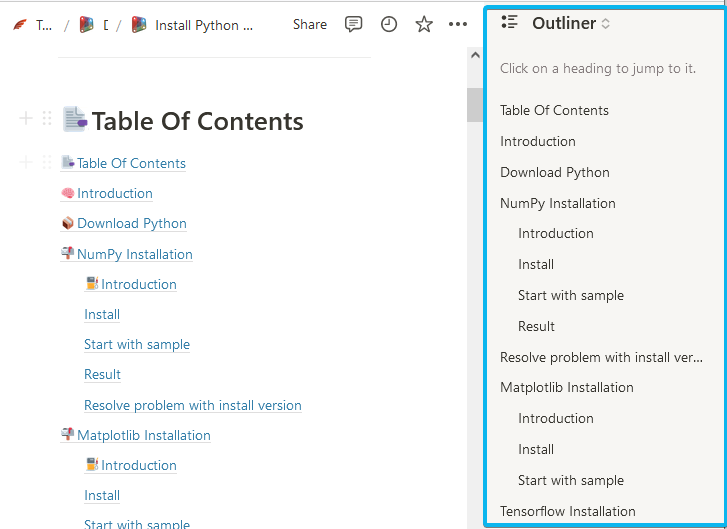 T... / D / Install Python ... Share
Table Of Contents
Table Of Contents
Introduction
Download Python
NumPy Installation
Introduction
Install
Start with sample
Result
Resolve problem with install version
Matplotlib Installation
Introduction
Install
Start with sample
Outliner
Click on a heading to jump to it.
Table Of Contents
Introduction
Download Python
NumPy Installation
Introduction
Install
Start with sample
Result
Resolve problem with install ver...
Matplotlib Installation
Introduction
Install
Start with sample
Tensorflow Installation